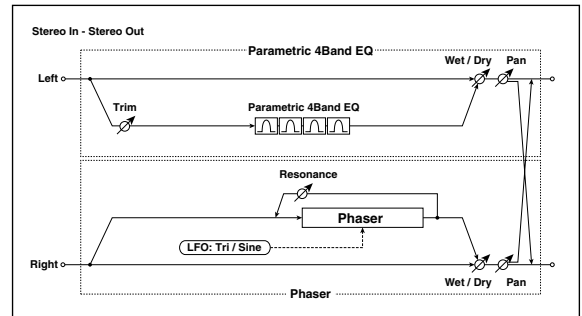 Stereo In - Stereo Out
Parametric 4Band EQ
Wet / Dry
Pan
Left
Trim
Parametric 4Band EQ
Resonance
Phaser
LFO: Tri / Sine
Right
Wet / Dry
Pan
Phaser